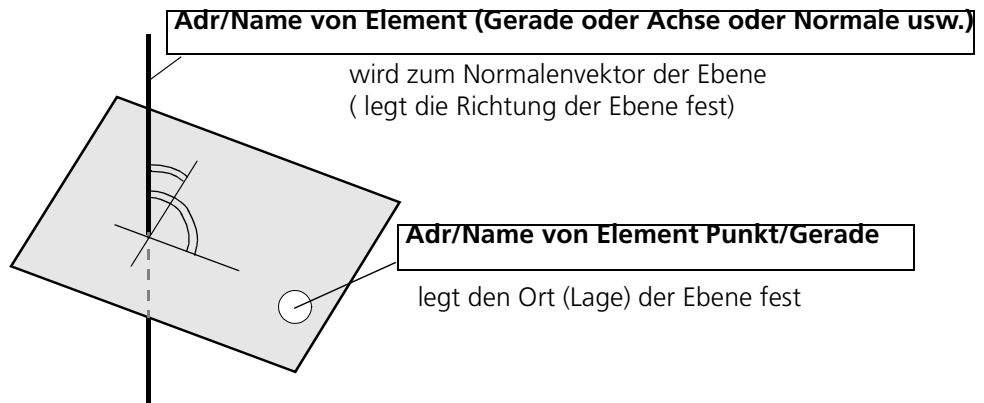 Adr/Name von Element (Gerade oder Achse oder Normale usw.)
wird zum Normalenvektor der Ebene
( legt die Richtung der Ebene fest)
Adr/Name von Element Punkt/Gerade
legt den Ort (Lage) der Ebene fest